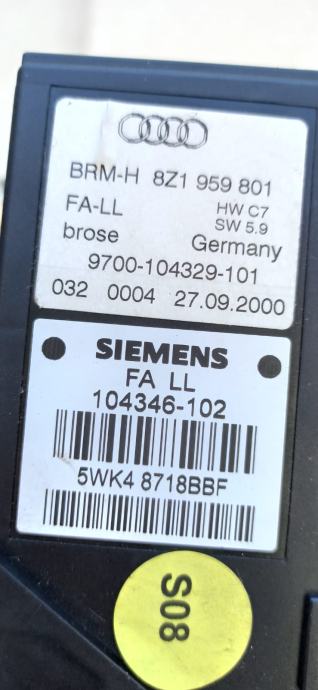 BRM-H 8Z1 959 801
FA-LL HW C7
SW 5.9
brose Germany
9700-104329-101
032 0004 27.09.2000
SIEMENS
FA LL
104346-102
5WK4 8718BBF
S08